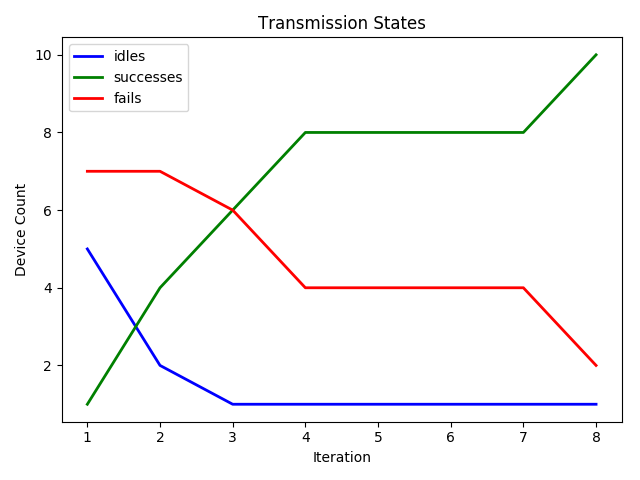 Transmission States
idles
successes
fails
Device Count
10
8
6
4
2
1 2 3 4 5 6 7 8
Iteration